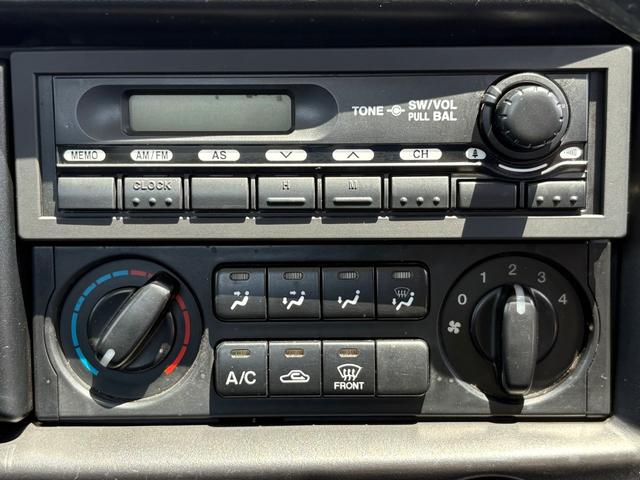 TONE SW/VOL
PULL BAL
MEMO AM/FM AS CH
CLOCK H M
0 1 2 3 4
A/C FRONT